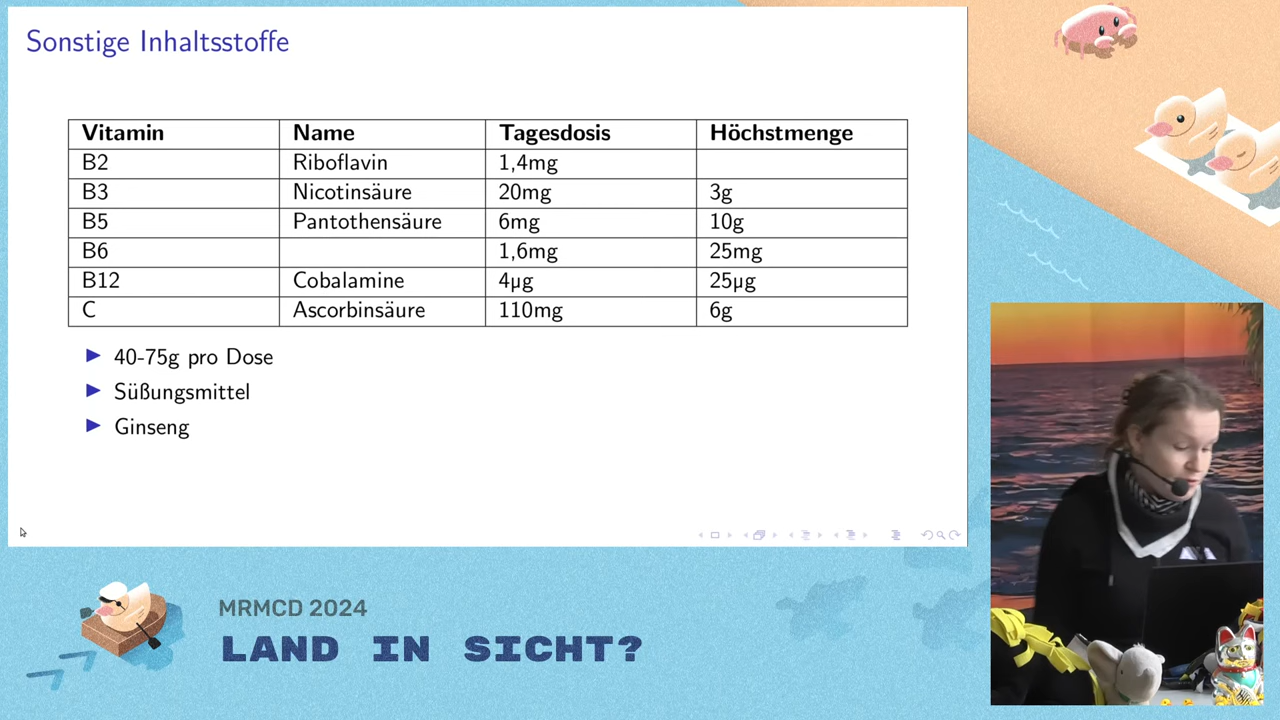 Sonstige Inhaltsstoffe
Vitamin Name Tagesdosis Höchstmenge
B2 Riboflavin 1,4mg
B3 Nicotinsäure 20mg 3g
B5 Pantothensäure 6mg 10g
B6 1,6mg 25mg
B12 Cobalamine 4µg 25µg
C Ascorbinsäure 110mg 6g
40-75g pro Dose
Süßungsmittel
Ginseng
MRMCD 2024
LAND IN SICHT?